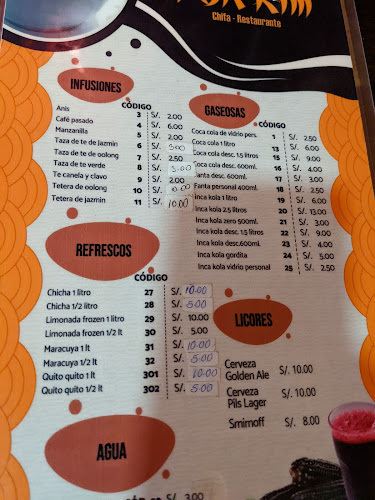 Chifa - Restaurante
INFUSIONES
CÓDIGO
Anis 3 S/. 2.00
Café pasado 4 S/. 6.00
Manzanilla 5 S/. 2.00
Taza de te de Jazmin 6 S/. 3.00
Taza de te de oolong 7 S/. 2.50
Taza de te verde 8 S/. 3.00
Te canela y clavo 9 S/. 2.00
Tetera de oolong 10 S/. 10.00
Tetera de jazmin 11 S/. 10.00
GASEOSAS
CÓDIGO
Coca cola de vidrio pers. 1 S/. 2.50
Coca cola 1 litro 13 S/. 6.00
Coca cola desc. 1.5 litros 15 S/. 9.00
Coca cola desc. 600ml. 16 S/. 4.00
Fanta desc. 600ml. 17 S/. 4.00
Fanta personal 400ml. 18 S/. 2.50
Inca kola 1 litro 19 S/. 6.00
Inca kola 2.5 litros 20 S/. 13.00
Inca kola zero 500ml. 21 S/. 3.00
Inca kola desc. 1.5 litros 22 S/. 9.00
Inca kola desc.600ml. 23 S/. 4.00
Inca kola gordita 24 S/. 5.00
Inca kola vidrio personal 25 S/. 2.50
REFRESCOS
CÓDIGO
Chicha 1 litro 27 S/. 10.00
Chicha 1/2 litro 28 S/. 5.00
Limonada frozen 1 litro 29 S/. 10.00
Limonada frozen 1/2 lt 30 S/. 5.00
Maracuya 1 lt 31 S/. 10.00
Maracuya 1/2 lt 32 S/. 5.00
Quito quito 1 lt 301 S/. 10.00
Quito quito 1/2 lt 302 S/. 5.00
LICORES
Cerveza
Golden Ale S/. 10.00
Cerveza
Pils Lager S/. 10.00
Smirnoff S/. 8.00
AGUA
S/. 3.00